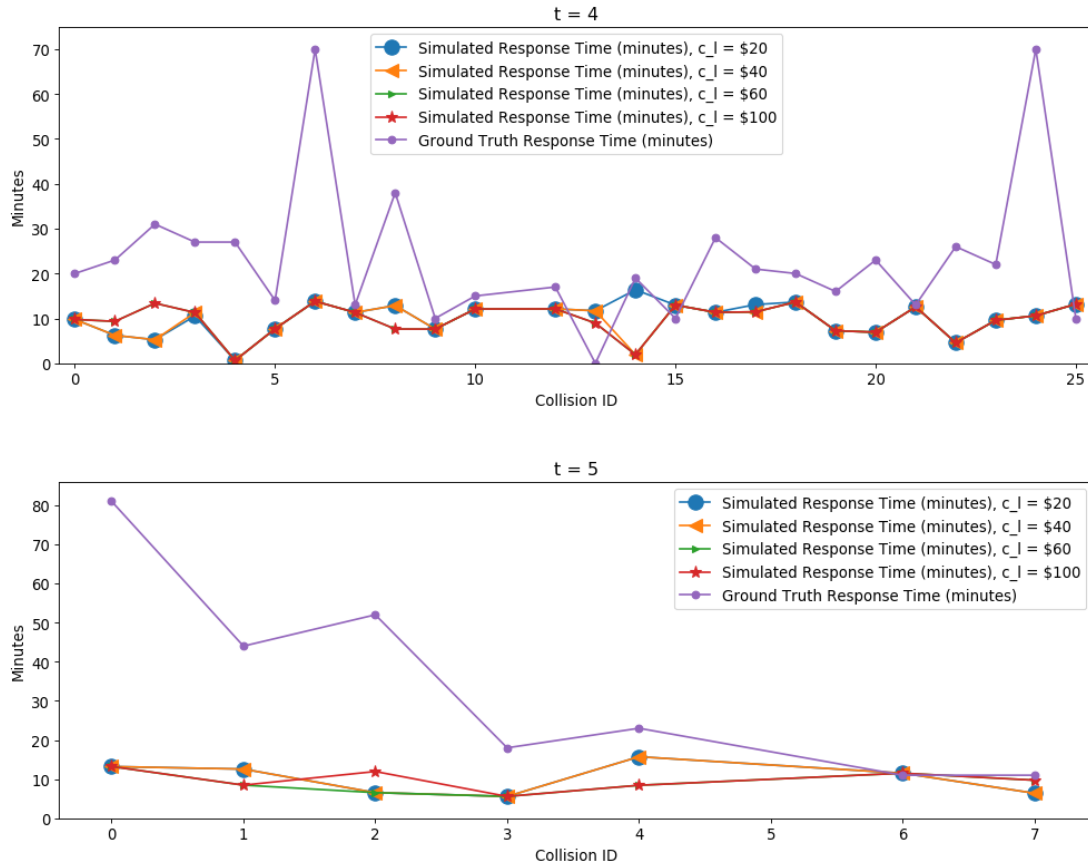 t = 4
Simulated Response Time (minutes), c_l = $20
Simulated Response Time (minutes), c_l = $40
Simulated Response Time (minutes), c_l = $60
Simulated Response Time (minutes), c_l = $100
Ground Truth Response Time (minutes)
Minutes
70
60
50
40
30
20
10
0
0 5 10 15 20 25
Collision ID
t = 5
Simulated Response Time (minutes), c_l = $20
Simulated Response Time (minutes), c_l = $40
Simulated Response Time (minutes), c_l = $60
Simulated Response Time (minutes), c_l = $100
Ground Truth Response Time (minutes)
Minutes
80
70
60
50
40
30
20
10
0
0 1 2 3 4 5 6 7
Collision ID